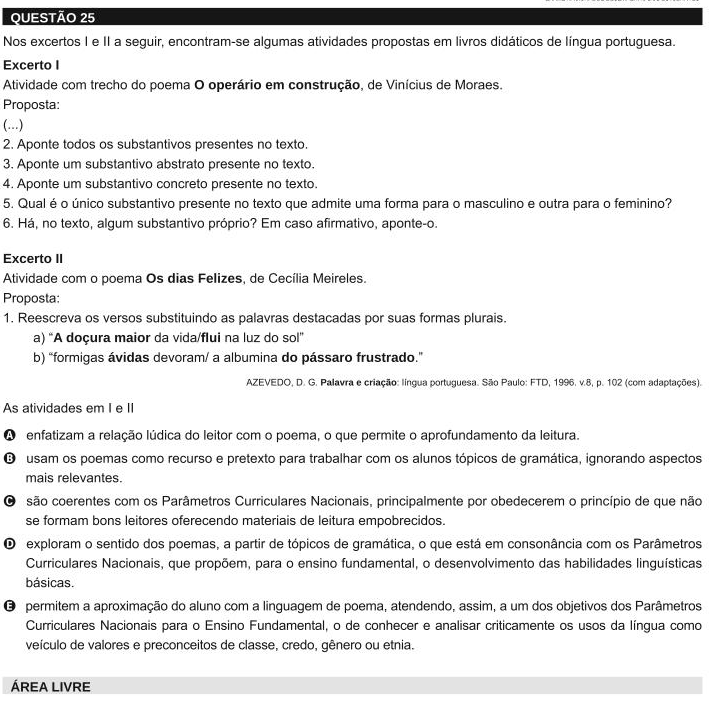 QUESTÃO 25
Nos excertos I e II a seguir, encontram-se algumas atividades propostas em livros didáticos de língua portuguesa.
Excerto I
Atividade com trecho do poema O operário em construção, de Vinícius de Moraes.
Proposta:
(...)
2. Aponte todos os substantivos presentes no texto.
3. Aponte um substantivo abstrato presente no texto.
4. Aponte um substantivo concreto presente no texto.
5. Qual é o único substantivo presente no texto que admite uma forma para o masculino e outra para o feminino?
6. Há, no texto, algum substantivo próprio? Em caso afirmativo, aponte-o.
Excerto II
Atividade com o poema Os dias Felizes, de Cecília Meireles.
Proposta:
1. Reescreva os versos substituindo as palavras destacadas por suas formas plurais.
a) “A doçura maior da vida/flui na luz do sol”
b) “formigas ávidas devoram/ a albumina do pássaro frustrado.”
AZEVEDO, D. G. Palavra e criação: língua portuguesa. São Paulo: FTD, 1996. v.8, p. 102 (com adaptações).
As atividades em I e II
A enfatizam a relação lúdica do leitor com o poema, o que permite o aprofundamento da leitura.
B usam os poemas como recurso e pretexto para trabalhar com os alunos tópicos de gramática, ignorando aspectos
mais relevantes.
C são coerentes com os Parâmetros Curriculares Nacionais, principalmente por obedecerem o princípio de que não
se formam bons leitores oferecendo materiais de leitura empobrecidos.
D exploram o sentido dos poemas, a partir de tópicos de gramática, o que está em consonância com os Parâmetros
Curriculares Nacionais, que propõem, para o ensino fundamental, o desenvolvimento das habilidades linguísticas
básicas.
E permitem a aproximação do aluno com a linguagem de poema, atendendo, assim, a um dos objetivos dos Parâmetros
Curriculares Nacionais para o Ensino Fundamental, o de conhecer e analisar criticamente os usos da língua como
veículo de valores e preconceitos de classe, credo, gênero ou etnia.
ÁREA LIVRE